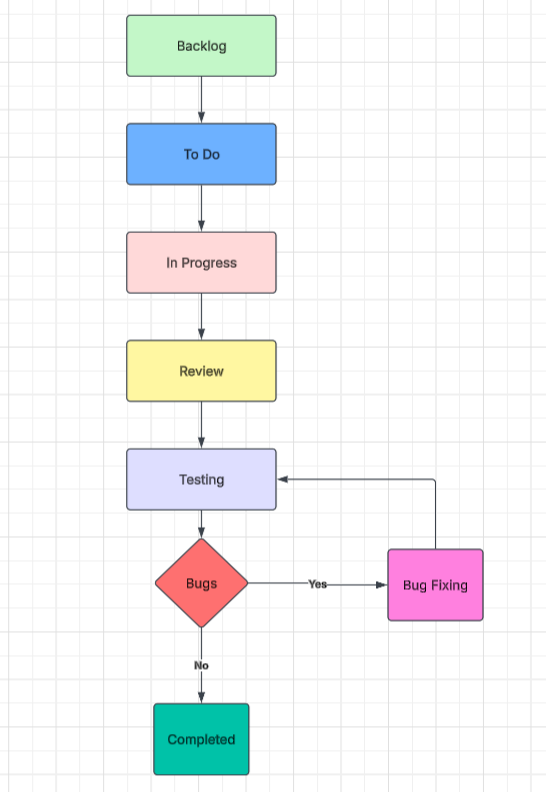 Backlog
To Do
In Progress
Review
Testing
Bugs
Yes
Bug Fixing
No
Completed